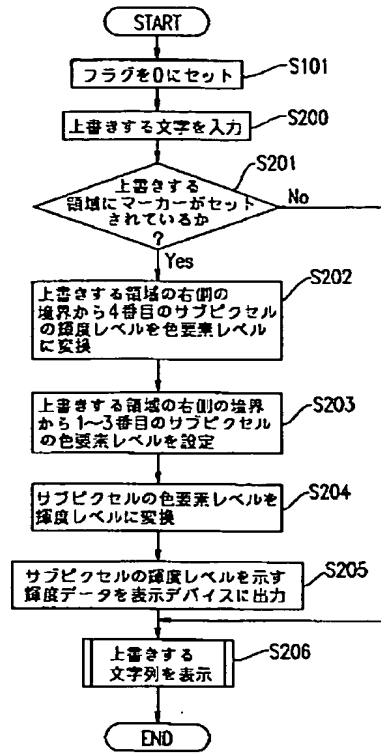 START
フラグを0にセット
S101
上書きする文字を入力
S200
上書きする
領域にマーカーがセット
されているか
?
S201
No
Yes
上書きする領域の右側の
境界から4番目のサブピクセル
の輝度レベルを色要素レベル
に変換
S202
上書きする領域の右側の境界
から1~3番目のサブピクセル
の色要素レベルを設定
S203
サブピクセルの色要素レベルを
輝度レベルに変換
S204
サブピクセルの輝度レベルを示す
輝度データを表示デバイスに出力
S205
上書きする
文字列を表示
S206
END